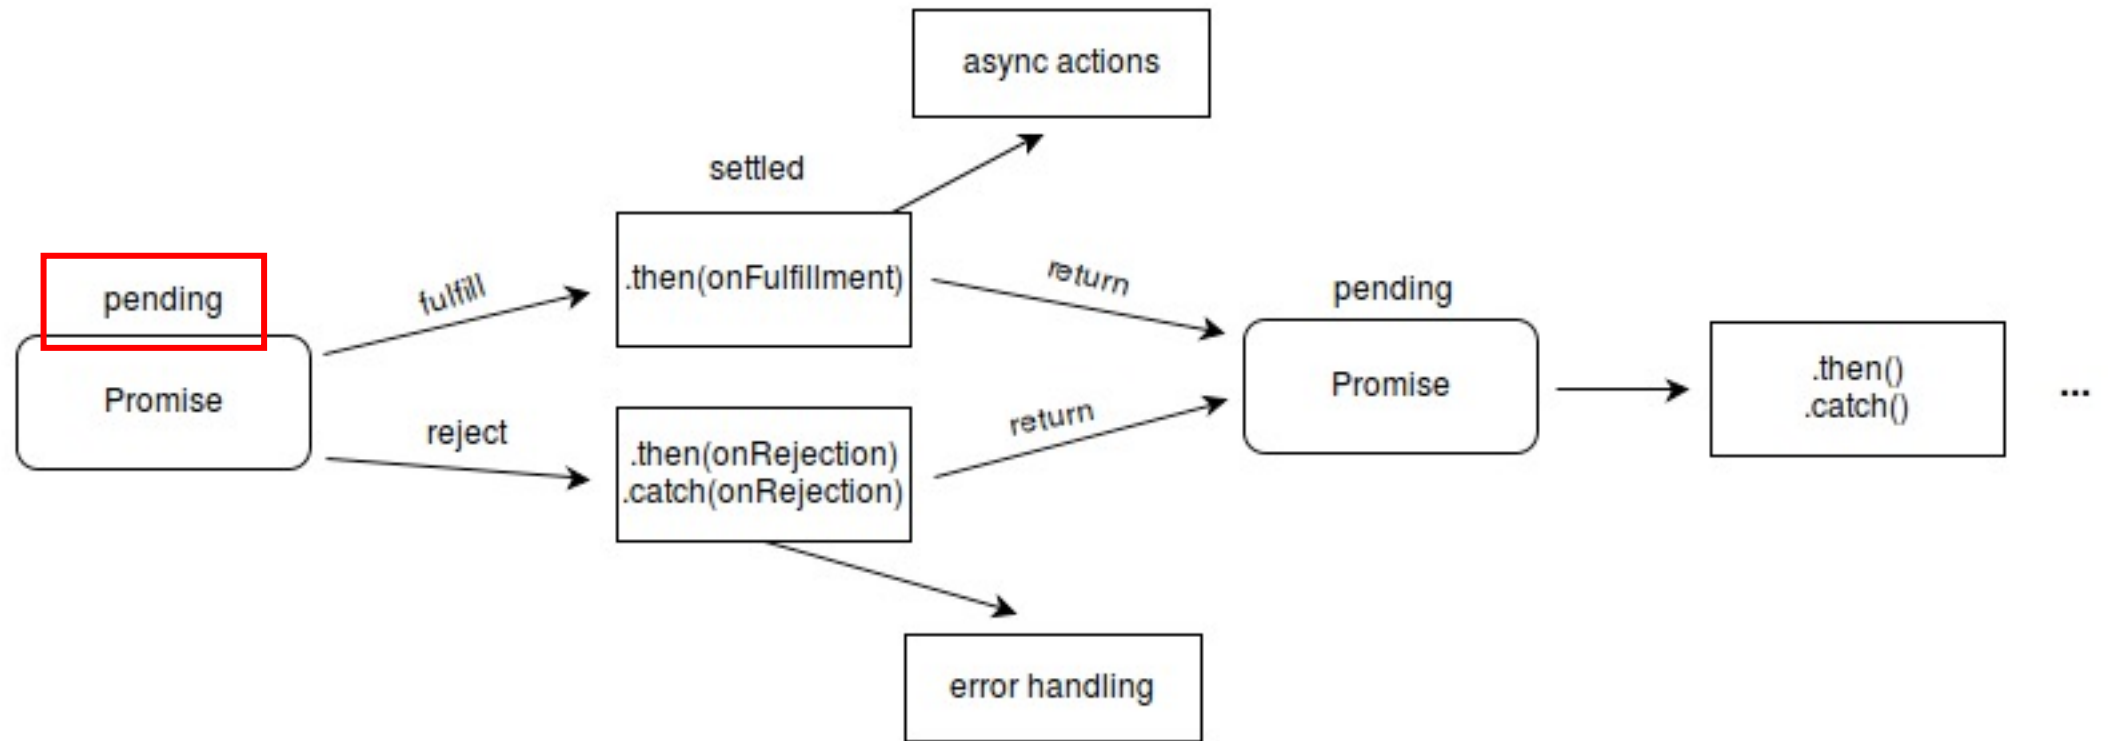 async actions
settled
.then(onFulfillment)
pending
fulfill
return
pending
Promise
reject
.then(onRejection)
.catch(onRejection)
return
Promise
.then()
.catch()
...
error handling